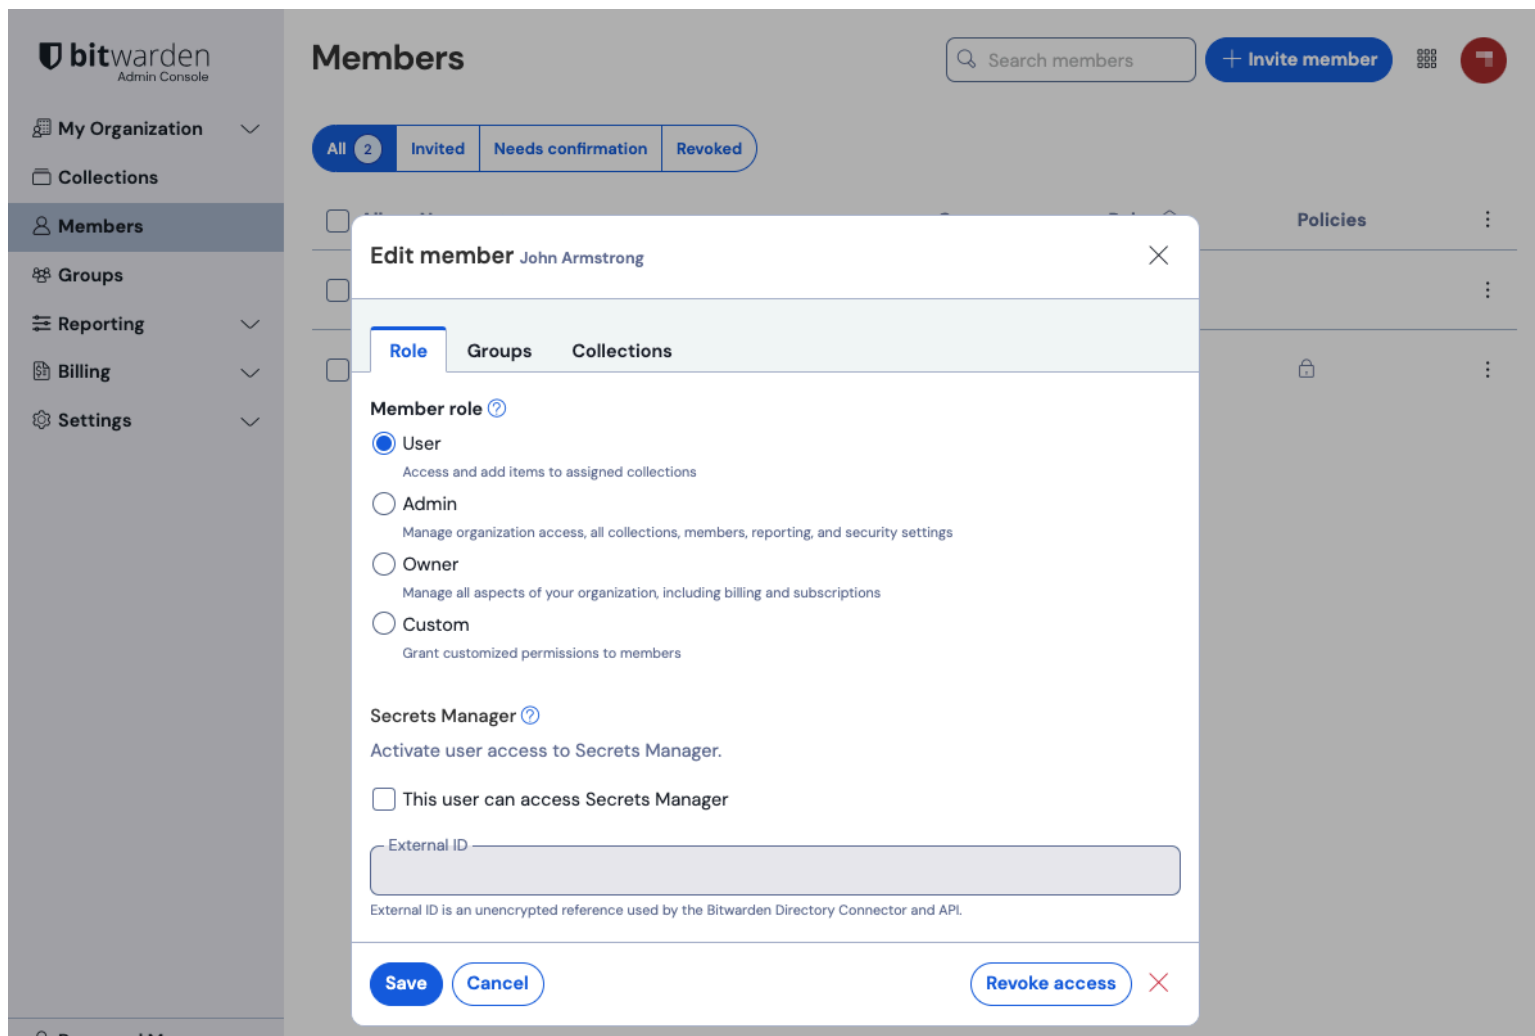 bitwarden
Admin Console
My Organization
Collections
Members
Groups
Reporting
Billing
Settings
Members
Search members
Invite member
All 2
Invited
Needs confirmation
Revoked
Policies
Edit member John Armstrong
Role
Groups
Collections
Member role
User
Access and add items to assigned collections
Admin
Manage organization access, all collections, members, reporting, and security settings
Owner
Manage all aspects of your organization, including billing and subscriptions
Custom
Grant customized permissions to members
Secrets Manager
Activate user access to Secrets Manager.
This user can access Secrets Manager
External ID
External ID is an unencrypted reference used by the Bitwarden Directory Connector and API.
Save
Cancel
Revoke access